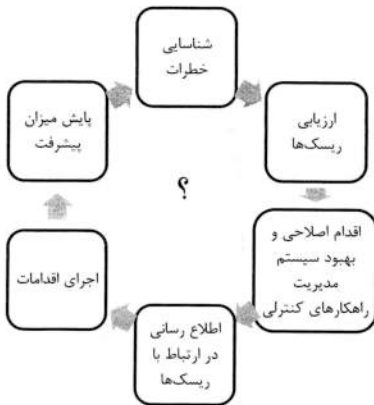 شناسایی
خطرات
ارزیابی
ریسک‌ها
اقدام اصلاحی و
بهبود سیستم
مدیریت
راهکارهای کنترلی
اطلاع رسانی
در ارتباط با
ریسک‌ها
اجرای اقدامات
پایش میزان
پیشرفت
؟